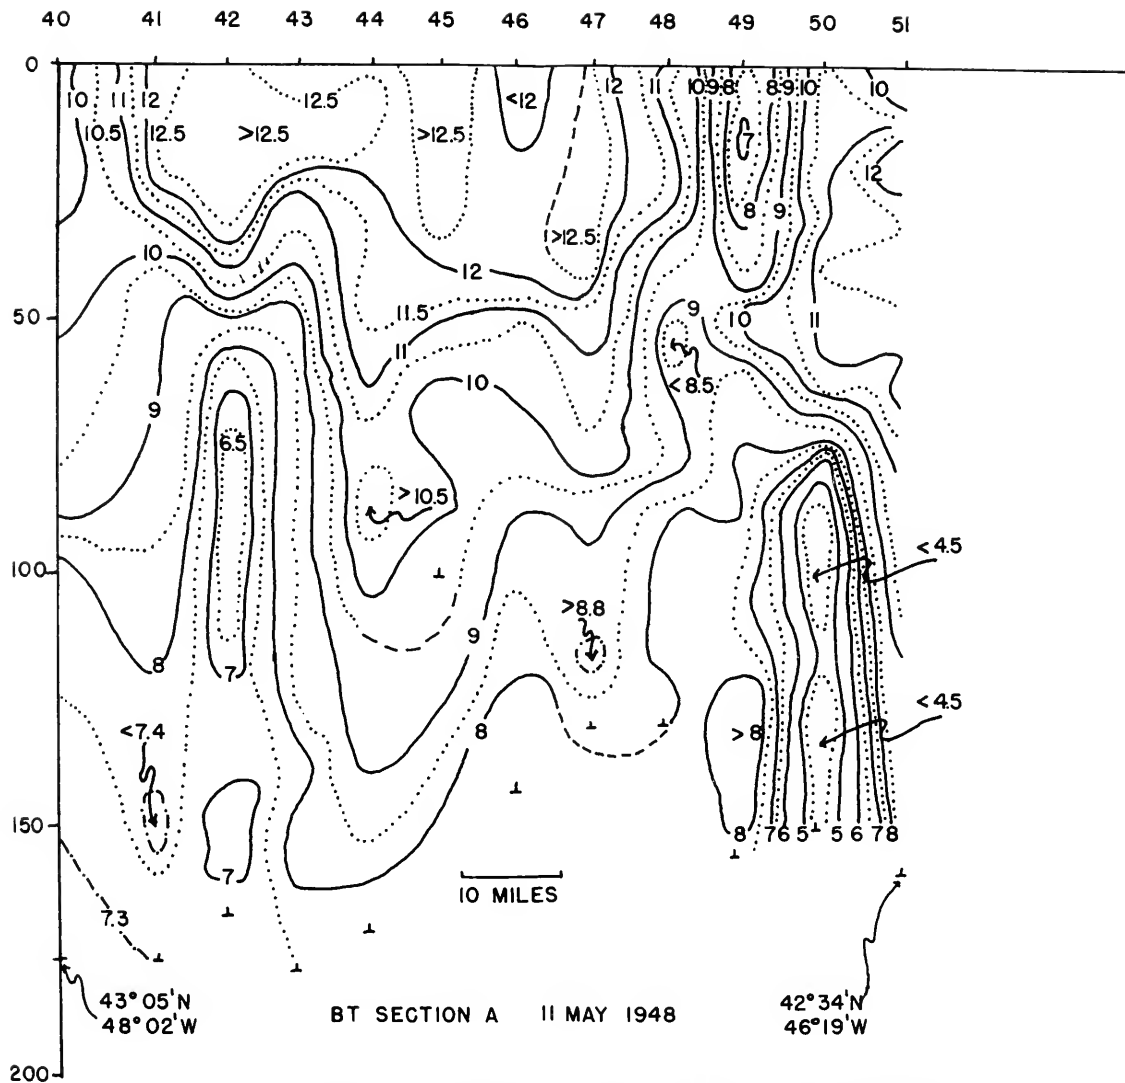 40 41 42 43 44 45 46 47 48 49 50 51
0
10 11 12 12.5 <12 12 11 10 9 8 8 9 10 10
10.5 12.5 >12.5 >12.5 7
12
8 9
>12.5
10 12
11.5 9 10 11
50
11
<8.5
10
9
6.5
>10.5
<4.5
100
>8.8
9
8 7
<4.5
<7.4 8 >8
150
8 7 6 5 5 6 7 8
7
10 MILES
7.3
43°05'N
48°02'W
BT SECTION A 11 MAY 1948
42°34'N
46°19'W
200